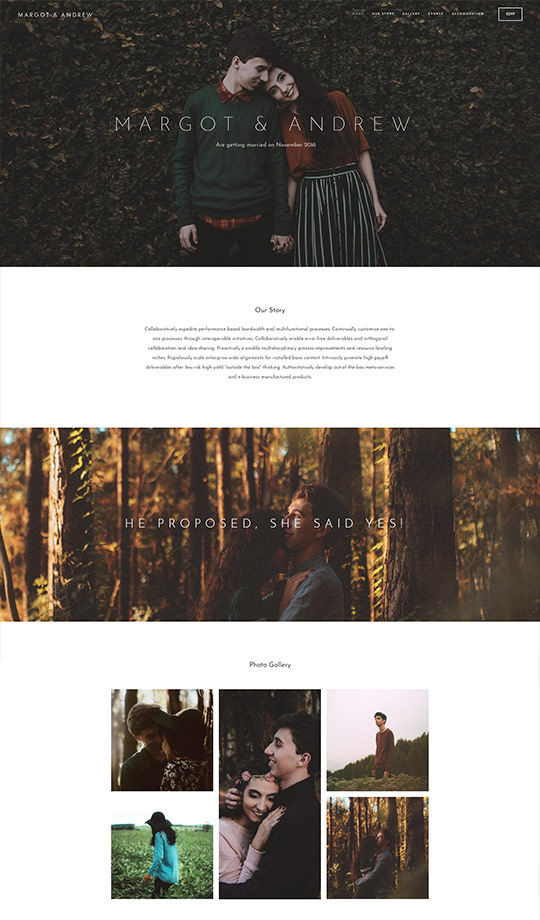 MARGOT & ANDREW
HOME OUR STORY GALLERY EVENTS ACCOMODATION RSVP
MARGOT & ANDREW
Are getting married on November 2016
Our Story
Collaboratively expedite performance based bandwidth and multifunctional processes. Continually customize one-to-
one processes through interoperable initiatives. Collaboratively enable error-free deliverables and orthogonal
collaboration and idea-sharing. Proactively e-enable multidisciplinary process improvements and resource-leveling
niches. Rapidiously scale enterprise-wide alignments for installed base content. Intrinsicly promote high-payoff
deliverables after low-risk high-yield "outside the box" thinking. Authoritatively develop out-of-the-box meta-services
and e-business manufactured products.
HE PROPOSED, SHE SAID YES!
Photo Gallery